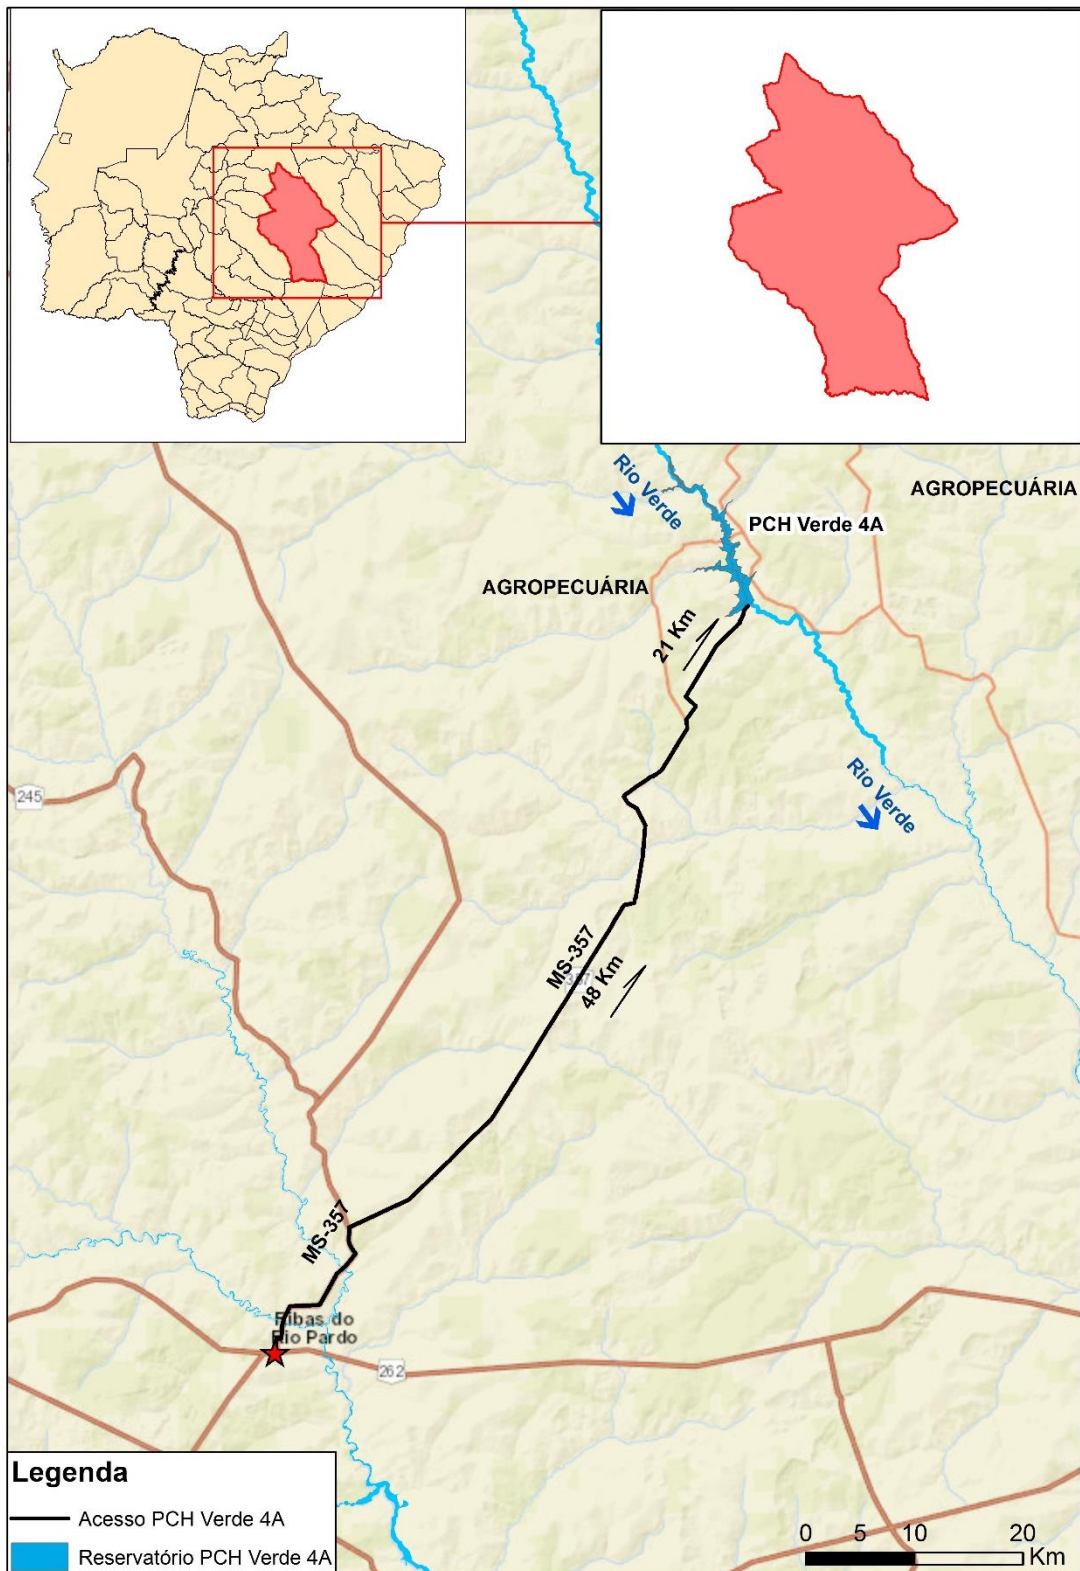 Rio Verde
AGROPECUÁRIA
PCH Verde 4A
AGROPECUÁRIA
21 Km
245
Rio Verde
MS-357
357
48 Km
MS-357
Ribas do
Rio Pardo
262
Legenda
Acesso PCH Verde 4A
Reservatório PCH Verde 4A
0 5 10 20
Km